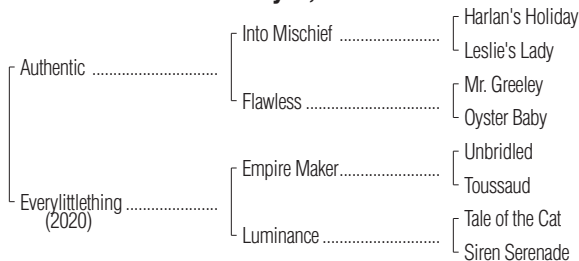 Harlan's Holiday
Into Mischief ..........................
Leslie's Lady
Authentic ................................
Mr. Greeley
Flawless ...................................
Oyster Baby
Unbridled
Empire Maker..........................
Toussaud
Everylittlething .......................
(2020)
Tale of the Cat
Luminance ...............................
Siren Serenade